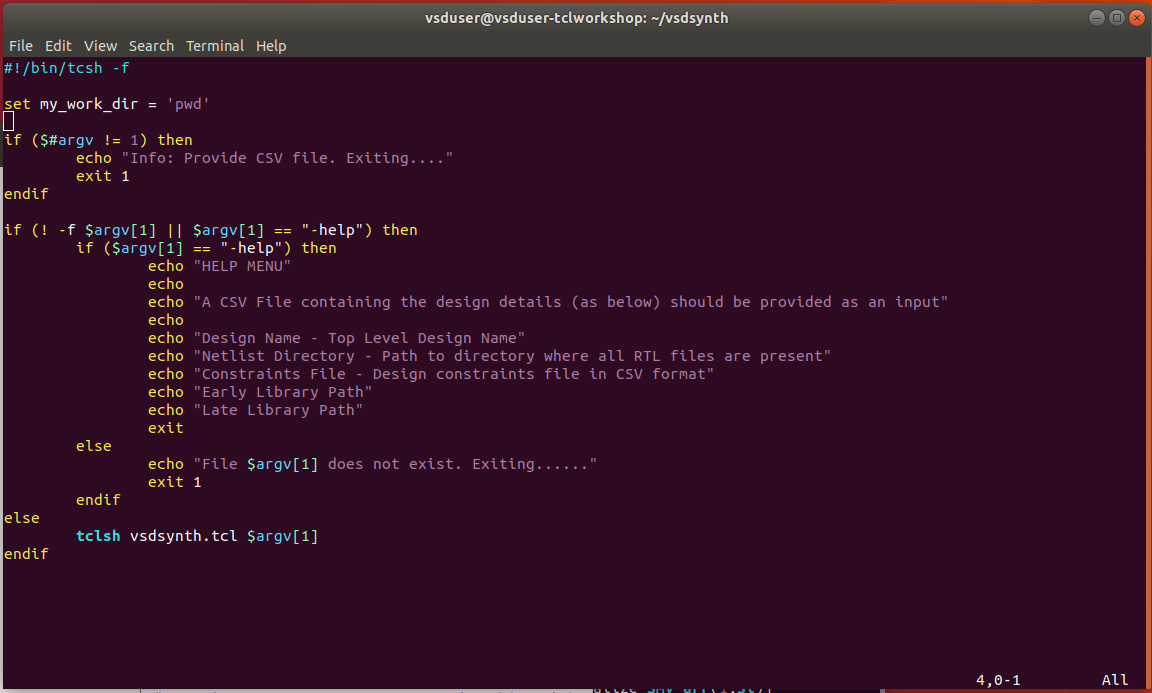 vsduser@vsduser-tclworkshop: ~/vsdsynth
File Edit View Search Terminal Help
#!/bin/tcsh -f
set my_work_dir = 'pwd'
if ($#argv != 1) then
echo "Info: Provide CSV file. Exiting...."
exit 1
endif
if (! -f $argv[1] || $argv[1] == "-help") then
if ($argv[1] == "-help") then
echo "HELP MENU"
echo
echo "A CSV File containing the design details (as below) should be provided as an input"
echo
echo "Design Name - Top Level Design Name"
echo "Netlist Directory - Path to directory where all RTL files are present"
echo "Constraints File - Design constraints file in CSV format"
echo "Early Library Path"
echo "Late Library Path"
exit
else
echo "File $argv[1] does not exist. Exiting......"
exit 1
endif
else
tclsh vsdsynth.tcl $argv[1]
endif
4,0-1 All